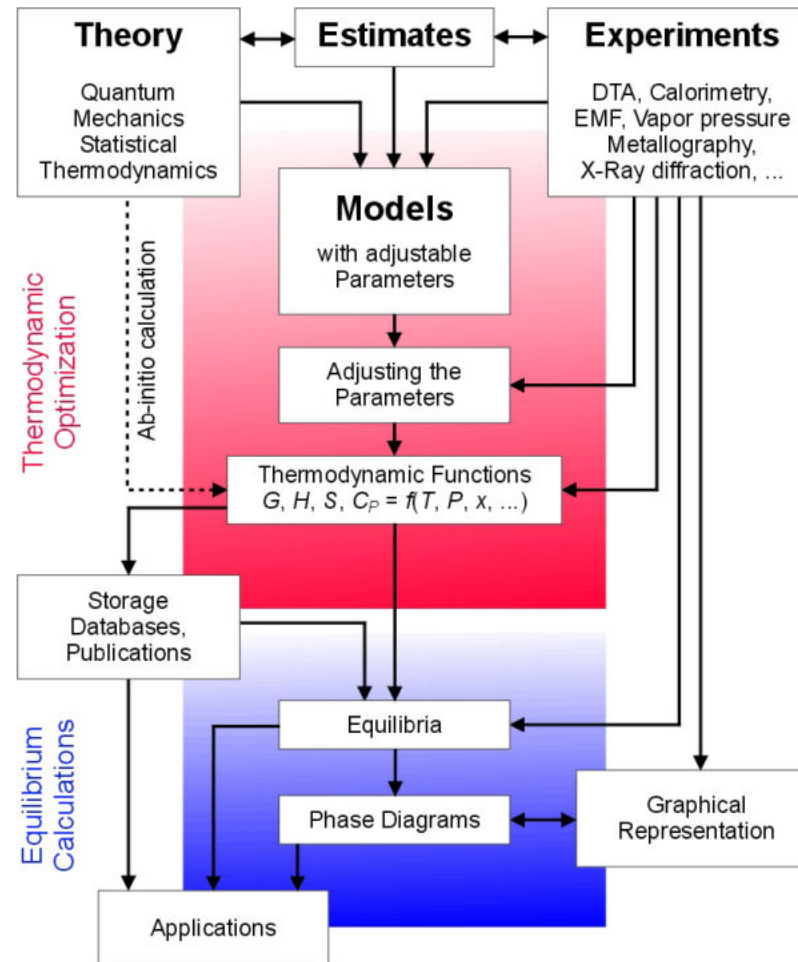 Theory
Quantum
Mechanics
Statistical
Thermodynamics
Estimates
Experiments
DTA, Calorimetry,
EMF, Vapor pressure
Metallography,
X-Ray diffraction, ...
Models
with adjustable
Parameters
Ab-initio calculation
Thermodynamic
Optimization
Adjusting the
Parameters
Thermodynamic Functions
G, H, S, C_P = f(T, P, x, ...)
Storage
Databases,
Publications
Equilibrium
Calculations
Equilibria
Phase Diagrams
Graphical
Representation
Applications